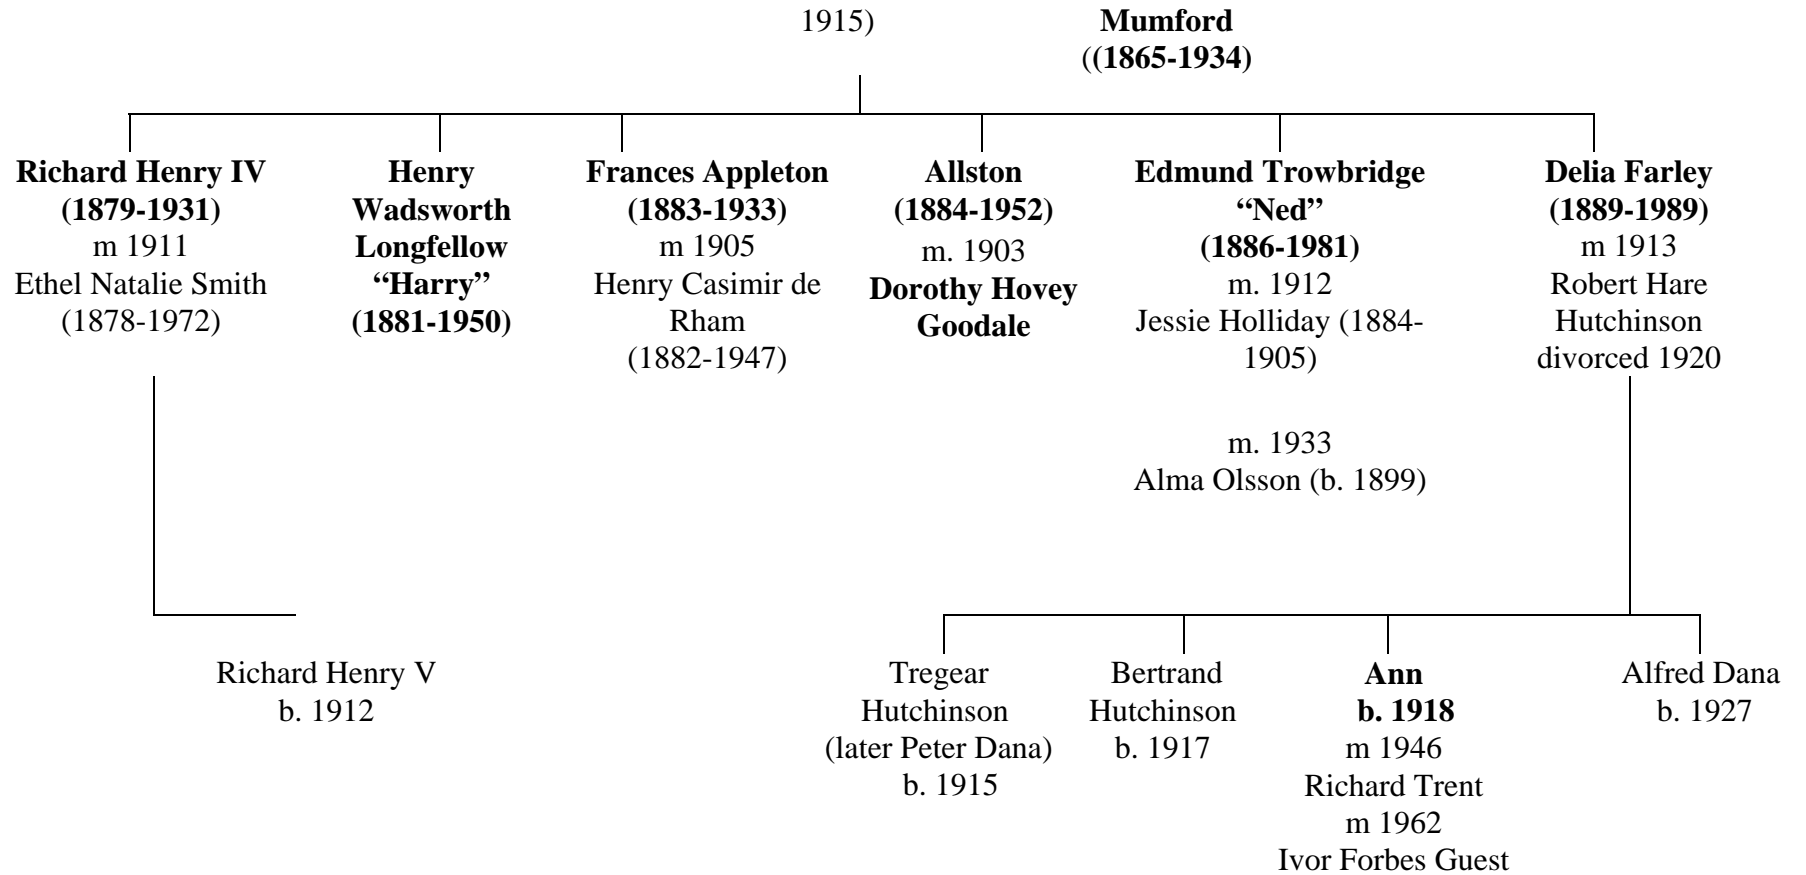 1915)
Mumford
((1865-1934)
Richard Henry IV
(1879-1931)
m 1911
Ethel Natalie Smith
(1878-1972)
Henry
Wadsworth
Longfellow
“Harry”
(1881-1950)
Frances Appleton
(1883-1933)
m 1905
Henry Casimir de
Rham
(1882-1947)
Allston
(1884-1952)
m. 1903
Dorothy Hovey
Goodale
Edmund Trowbridge
“Ned”
(1886-1981)
m. 1912
Jessie Holliday (1884-
1905)
m. 1933
Alma Olsson (b. 1899)
Delia Farley
(1889-1989)
m 1913
Robert Hare
Hutchinson
divorced 1920
Richard Henry V
b. 1912
Tregear
Hutchinson
(later Peter Dana)
b. 1915
Bertrand
Hutchinson
b. 1917
Ann
b. 1918
m 1946
Richard Trent
m 1962
Ivor Forbes Guest
Alfred Dana
b. 1927